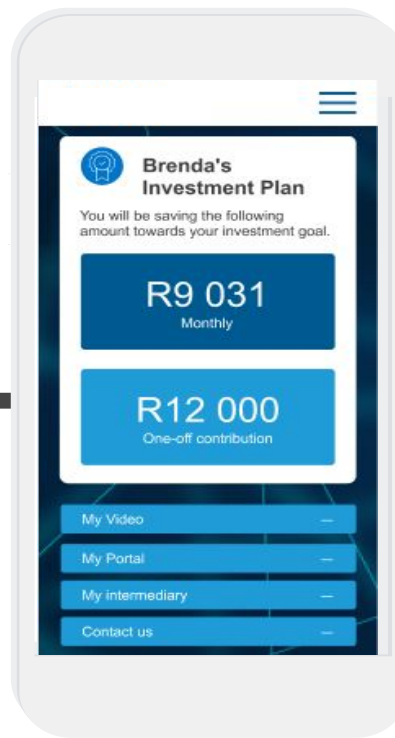 Brenda's
Investment Plan
You will be saving the following
amount towards your investment goal.
R9 031
Monthly
R12 000
One-off contribution
My Video
My Portal
My intermediary
Contact us